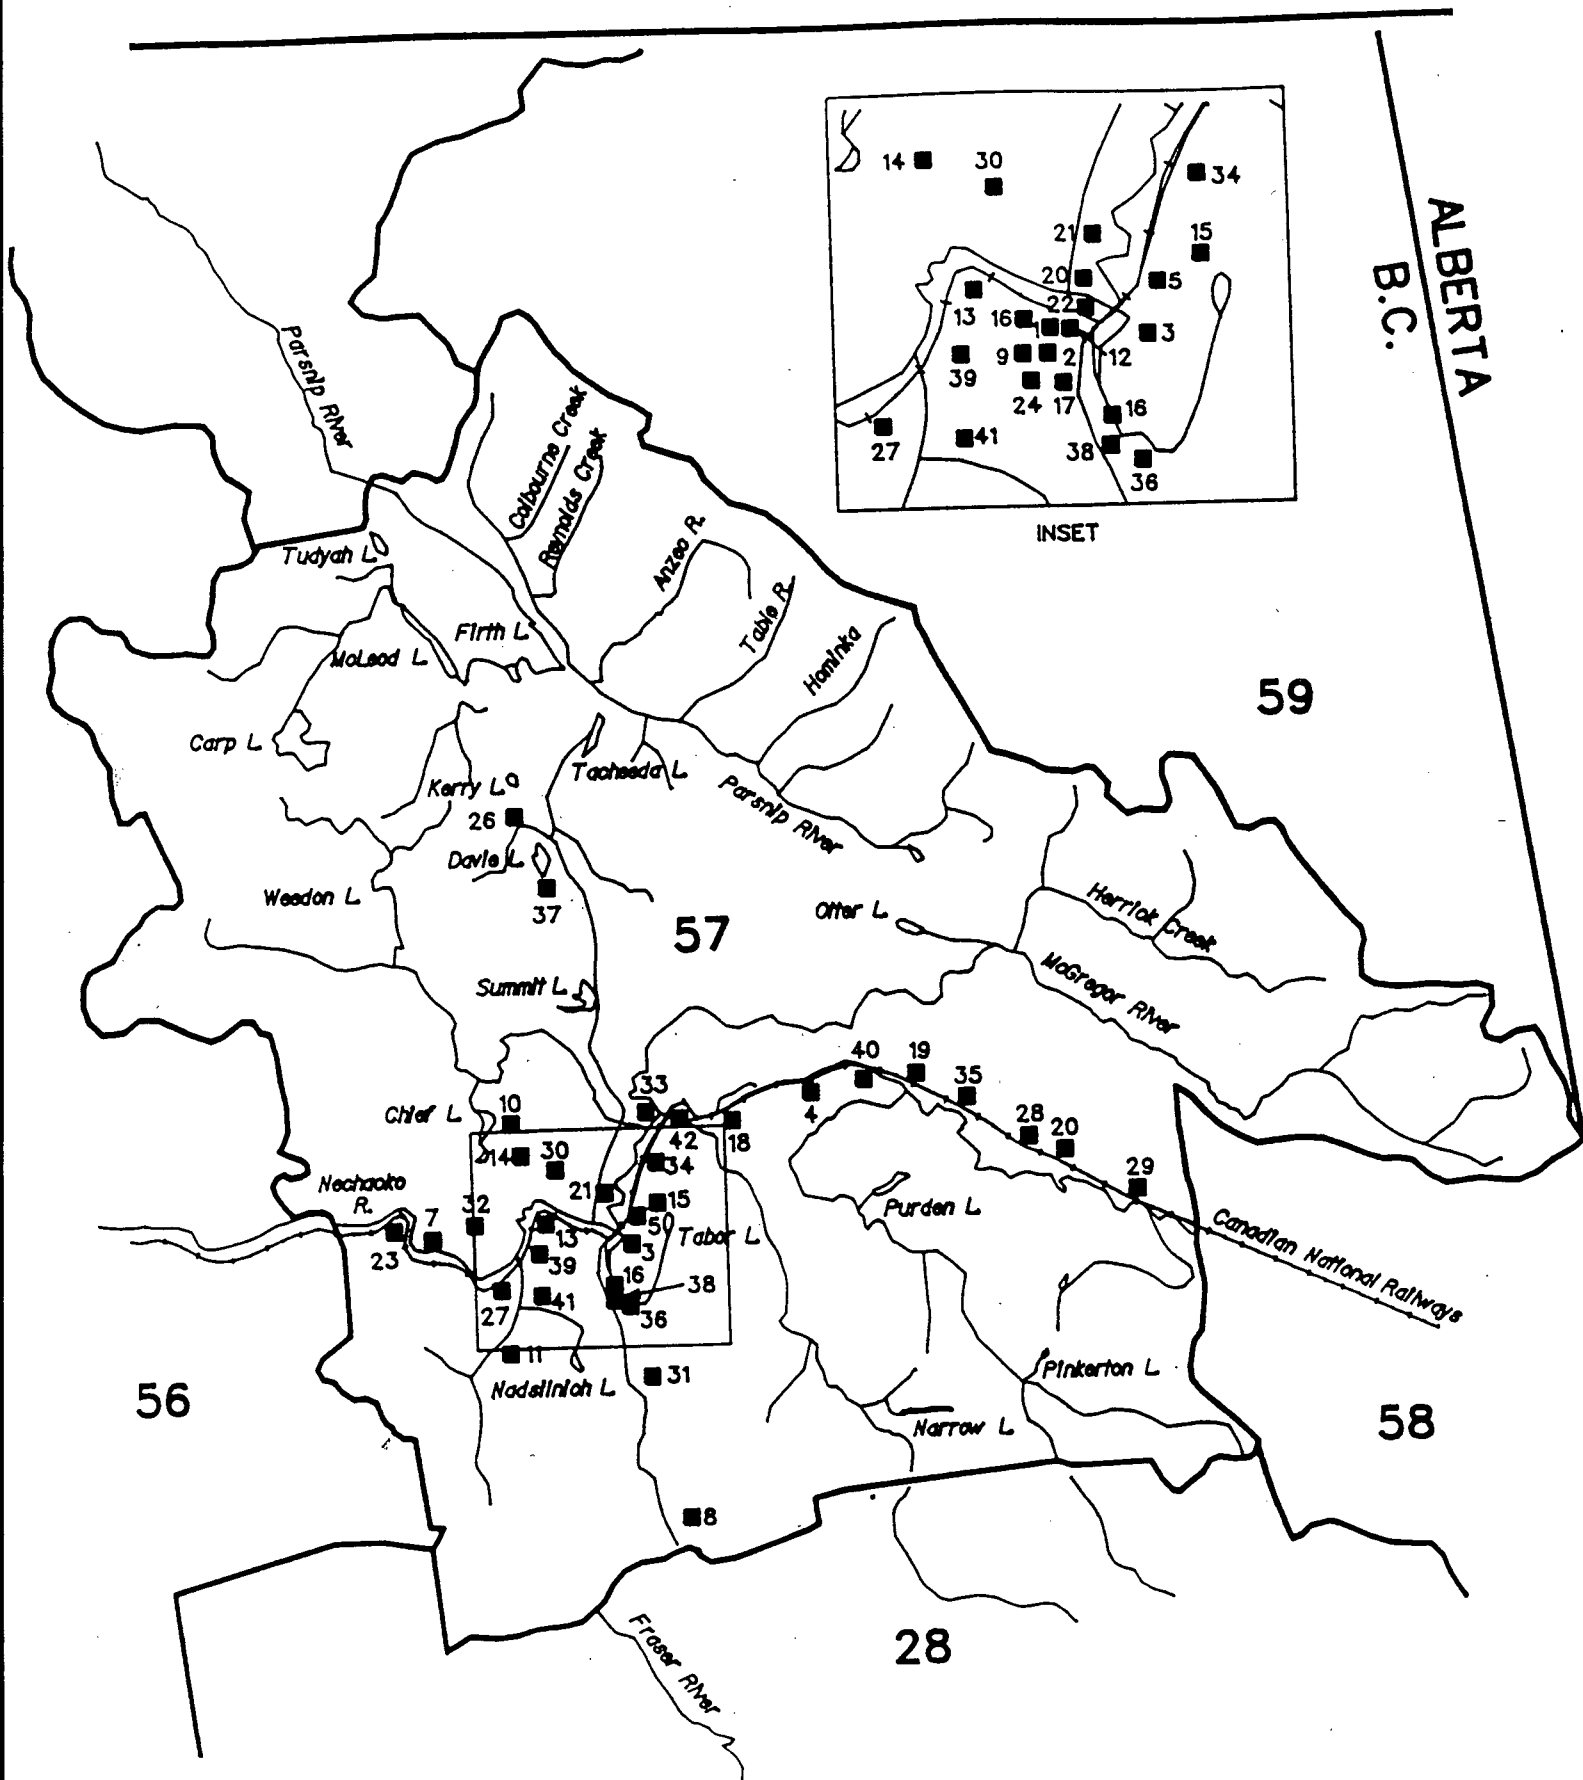 ALBERTA
B.C.
14
30
34
21
15
20
5
22
13
16
1
3
9
2
12
39
24
17
16
27
41
38
36
INSET
Parsnip River
Colbourne Creek
Reynolds Creek
Anzec R.
Table R.
Hominka
Tudyah L.
Firth L.
McLeod L.
59
Carp L.
Tacheeda L.
Kerry L.
Parsnip River
26
Davie L.
Weedon L.
37
57
Otter L.
Herrick Creek
McGregor River
Summit L.
40
19
35
33
4
Chief L.
10
42
18
28
20
14
30
34
29
Nechacko
R.
21
15
32
7
50
Tabor L.
Purden L.
Canadian National Railways
23
13
3
39
16
38
27
41
36
11
31
Nadsilnich L.
Pinkerton L.
56
58
Narrow L.
8
28
Fraser River